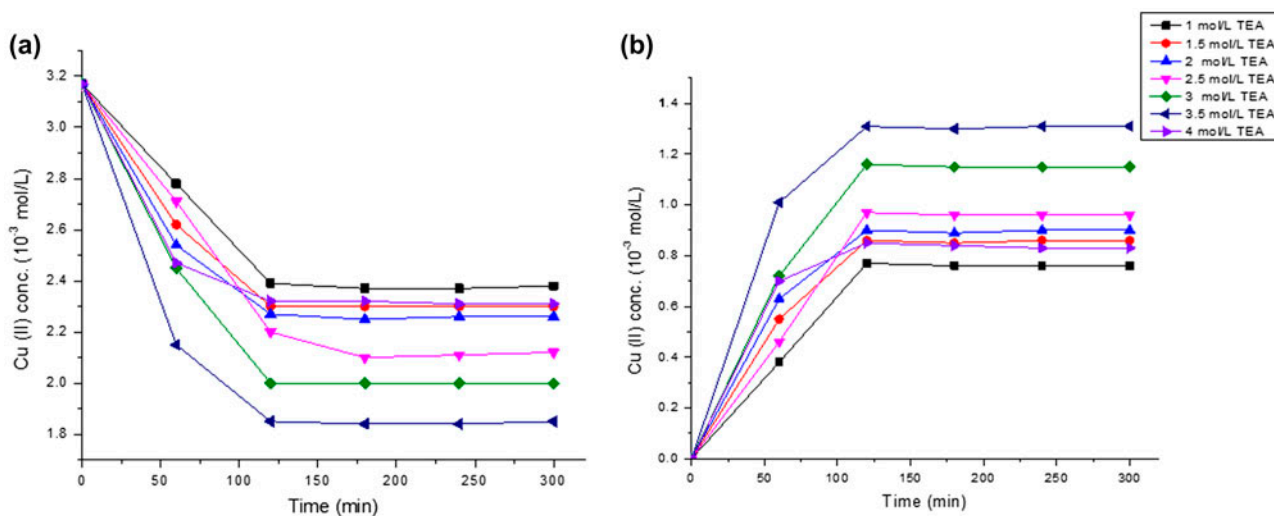 (a)
Cu (II) conc. (10⁻³ mol/L)
3.2
3.0
2.8
2.6
2.4
2.2
2.0
1.8
0 50 100 150 200 250 300
Time (min)
(b)
Cu (II) conc. (10⁻³ mol/L)
1.4
1.2
1.0
0.8
0.6
0.4
0.2
0.0
0 50 100 150 200 250 300
Time (min)
1 mol/L TEA
1.5 mol/L TEA
2 mol/L TEA
2.5 mol/L TEA
3 mol/L TEA
3.5 mol/L TEA
4 mol/L TEA